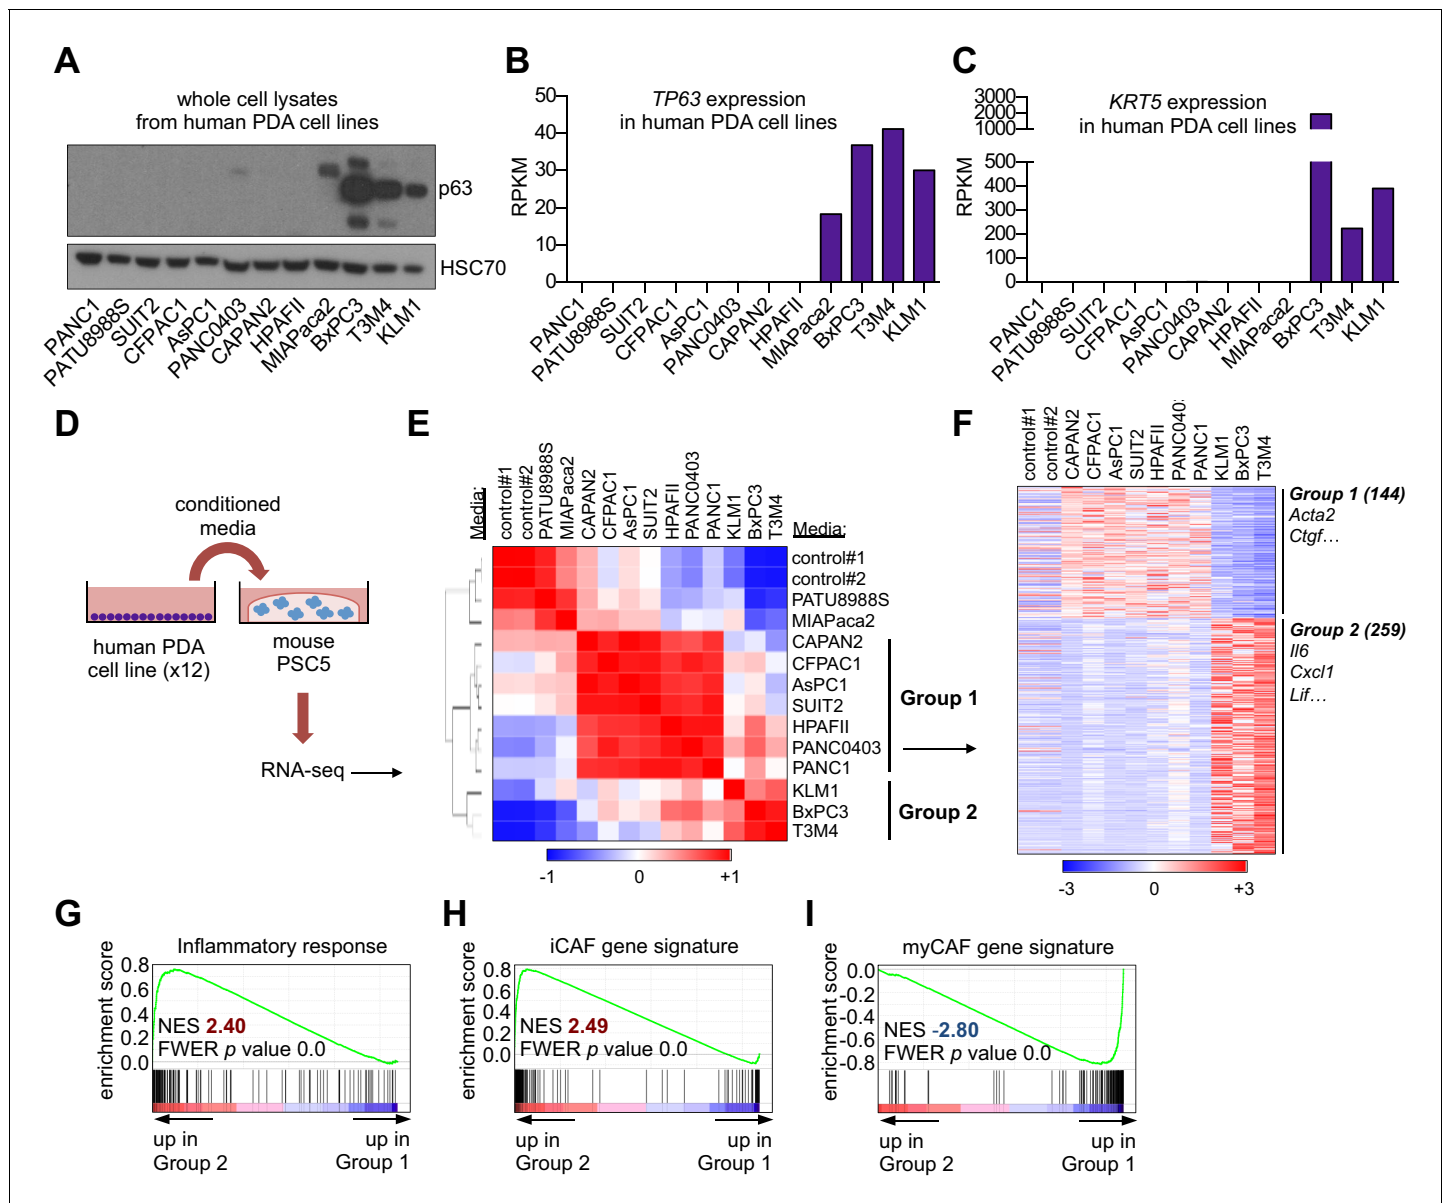 A
whole cell lysates
from human PDA cell lines
p63
HSC70
PANC1
PATU8988S
SUIT2
CFPAC1
AsPC1
PANC0403
CAPAN2
HPAFII
MIAPaca2
BxPC3
T3M4
KLM1
B
TP63 expression
in human PDA cell lines
RPKM
50
40
30
20
10
0
PANC1
PATU8988S
SUIT2
CFPAC1
AsPC1
PANC0403
CAPAN2
HPAFII
MIAPaca2
BxPC3
T3M4
KLM1
C
KRT5 expression
in human PDA cell lines
RPKM
3000
2000
1000
500
400
300
200
100
0
PANC1
PATU8988S
SUIT2
CFPAC1
AsPC1
PANC0403
CAPAN2
HPAFII
MIAPaca2
BxPC3
T3M4
KLM1
D
conditioned
media
human PDA
cell line (x12)
mouse
PSC5
RNA-seq
E
Media:
control#1
control#2
PATU8988S
MIAPaca2
CAPAN2
CFPAC1
AsPC1
SUIT2
HPAFII
PANC0403
PANC1
KLM1
BxPC3
T3M4
Media:
control#1
control#2
PATU8988S
MIAPaca2
CAPAN2
CFPAC1
AsPC1
SUIT2
HPAFII
PANC0403
PANC1
KLM1
BxPC3
T3M4
Group 1
Group 2
-1 0 +1
F
control#1
control#2
CAPAN2
CFPAC1
AsPC1
SUIT2
HPAFII
PANC040
PANC1
KLM1
BxPC3
T3M4
Group 1 (144)
Acta2
Ctgf…
Group 2 (259)
Il6
Cxcl1
Lif…
-3 0 +3
G
Inflammatory response
enrichment score
0.8
0.6
0.4
0.2
0.0
NES 2.40
FWER p value 0.0
up in
Group 2
up in
Group 1
H
iCAF gene signature
enrichment score
0.8
0.6
0.4
0.2
0.0
NES 2.49
FWER p value 0.0
up in
Group 2
up in
Group 1
I
myCAF gene signature
enrichment score
0.0
-0.2
-0.4
-0.6
-0.8
NES -2.80
FWER p value 0.0
up in
Group 2
up in
Group 1